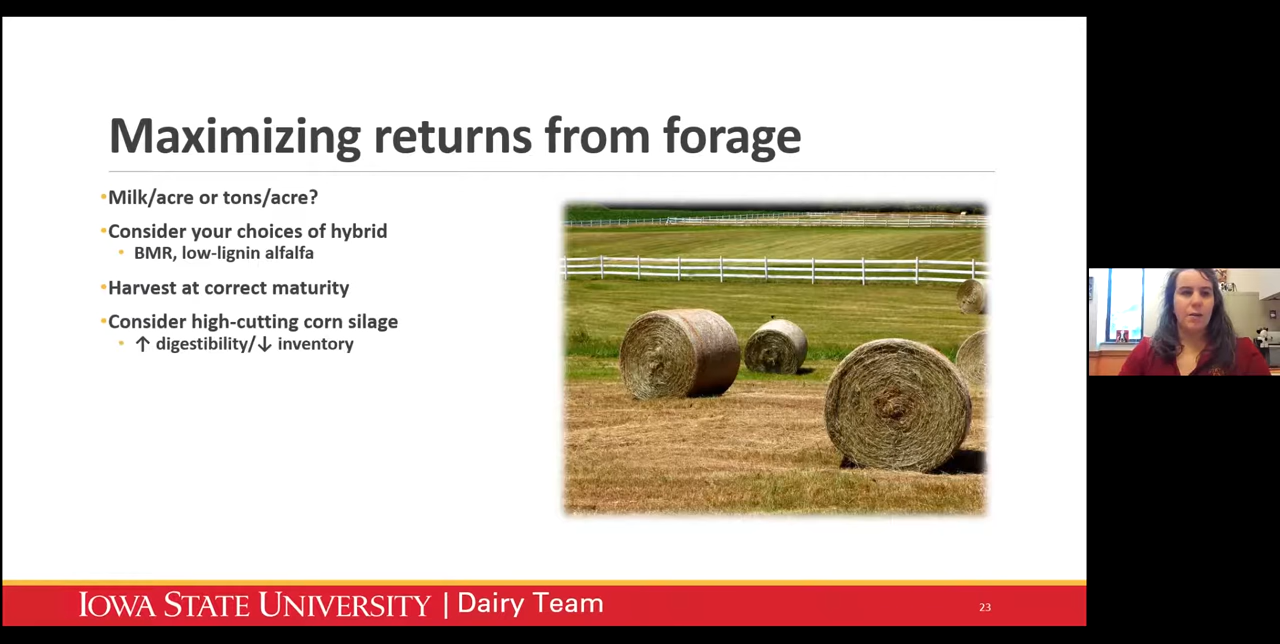 Maximizing returns from forage
•Milk/acre or tons/acre?
•Consider your choices of hybrid
• BMR, low-lignin alfalfa
•Harvest at correct maturity
•Consider high-cutting corn silage
• ↑ digestibility/↓ inventory
IOWA STATE UNIVERSITY | Dairy Team
23